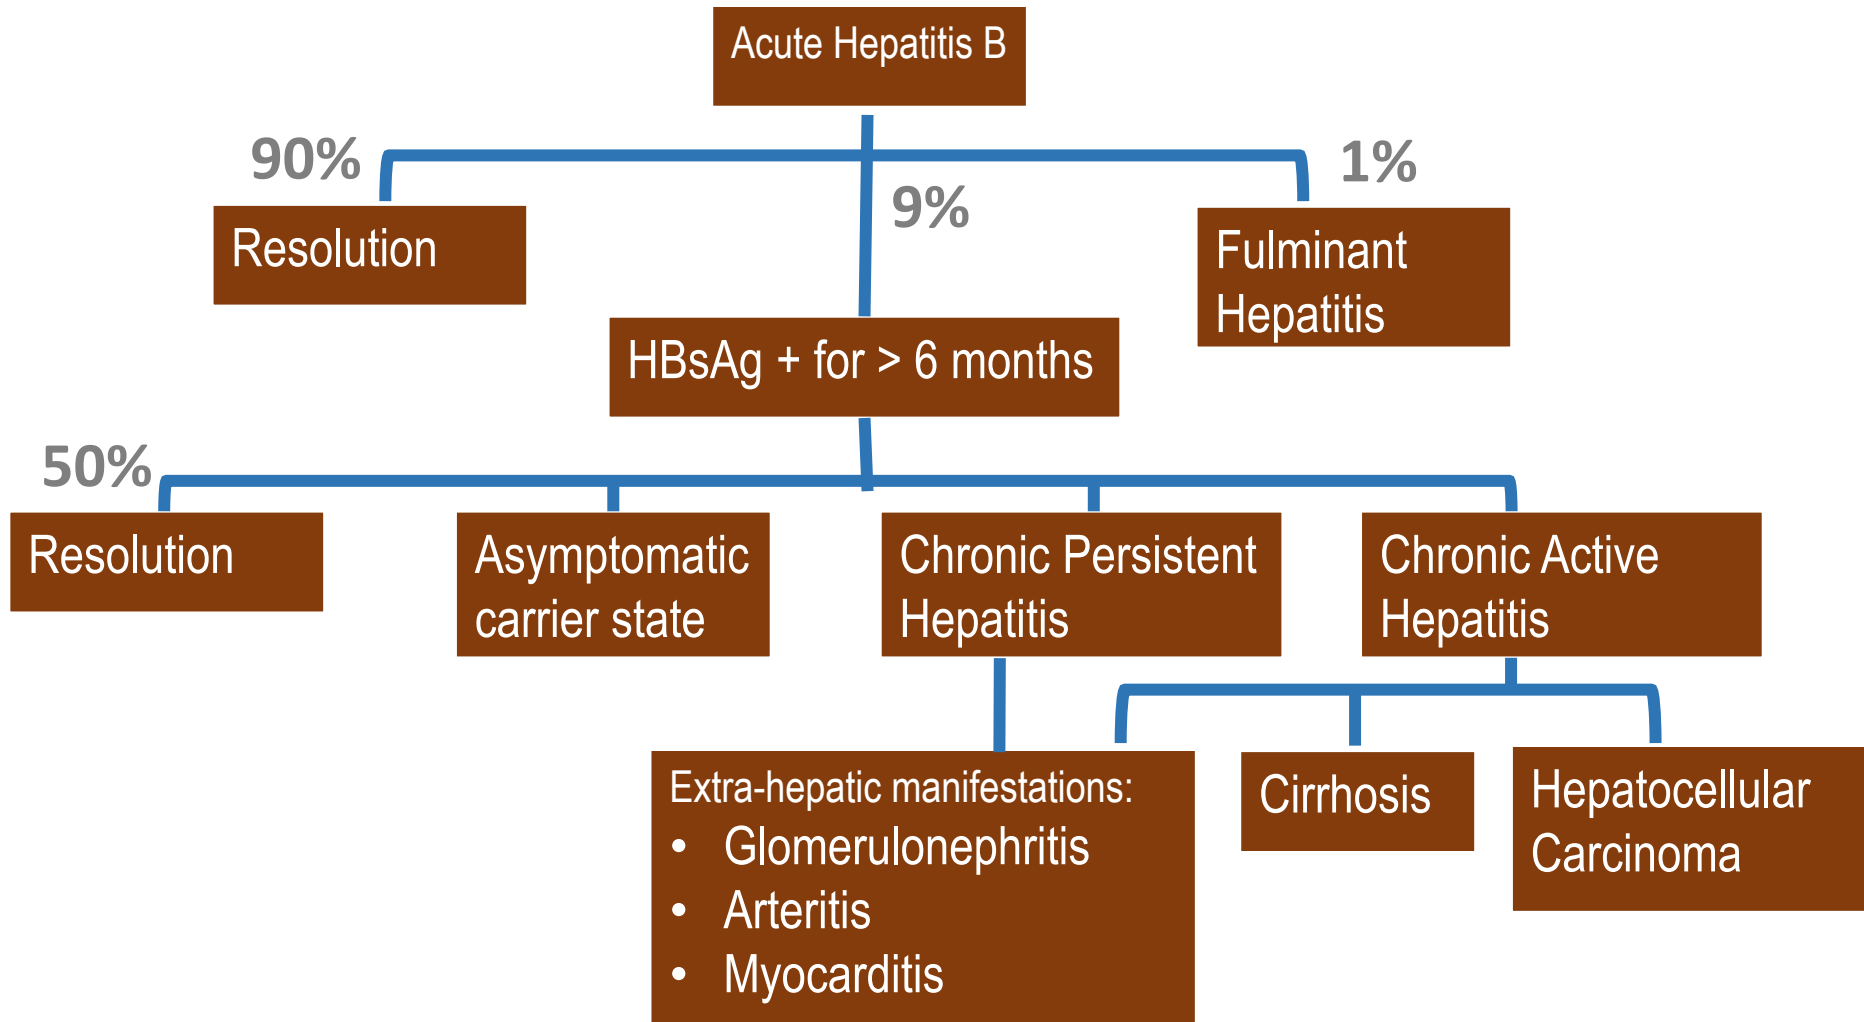 Acute Hepatitis B
90%
1%
9%
Resolution
Fulminant
Hepatitis
HBsAg + for > 6 months
50%
Resolution
Asymptomatic
carrier state
Chronic Persistent
Hepatitis
Chronic Active
Hepatitis
Extra-hepatic manifestations:
• Glomerulonephritis
• Arteritis
• Myocarditis
Cirrhosis
Hepatocellular
Carcinoma